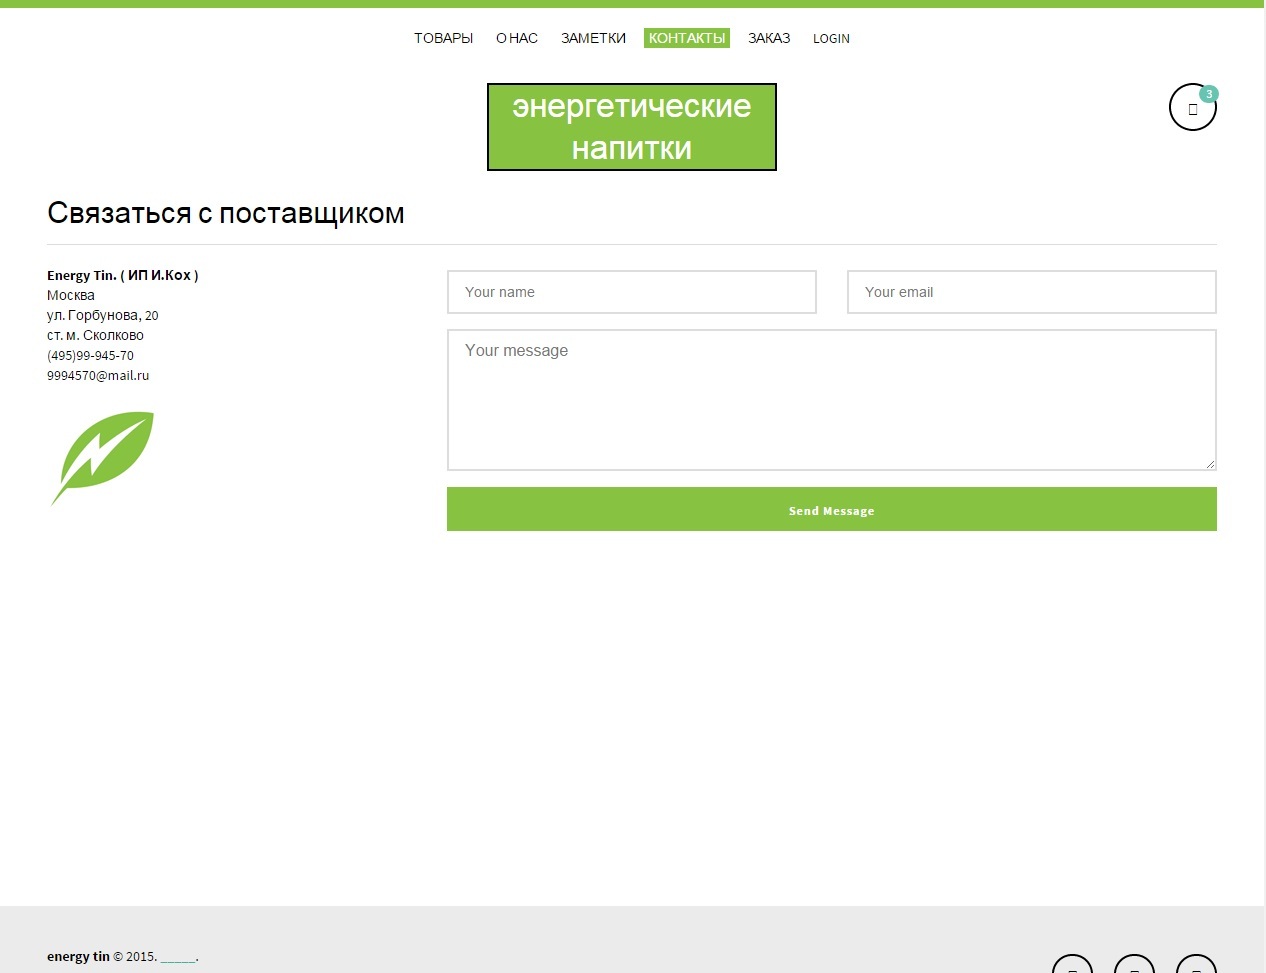 ТОВАРЫ О НАС ЗАМЕТКИ КОНТАКТЫ ЗАКАЗ LOGIN
энергетические
напитки
3
Связаться с поставщиком
Energy Tin. ( ИП И.Кох )
Москва
ул. Горбунова, 20
ст. м. Сколково
(495)99-945-70
9994570@mail.ru
Your name
Your email
Your message
Send Message
energy tin © 2015. _____.